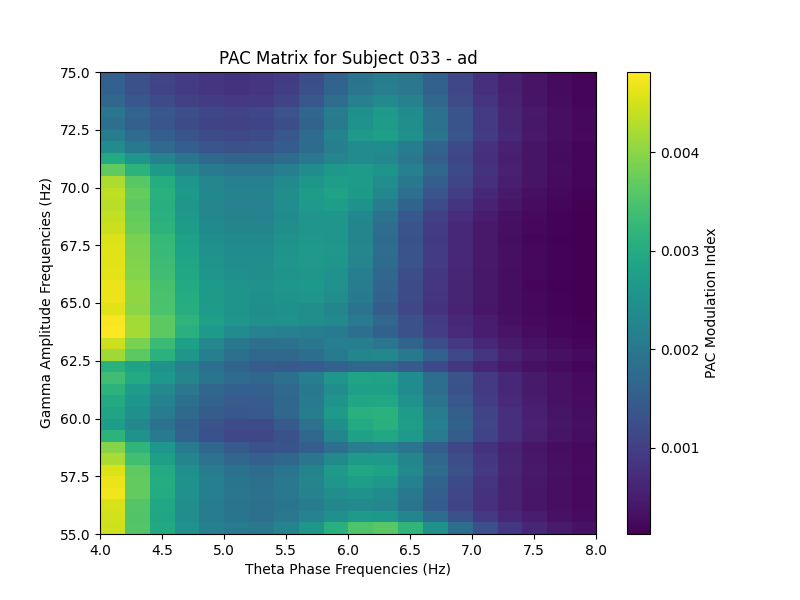 PAC Matrix for Subject 033 - ad
75.0
72.5
70.0
67.5
65.0
62.5
60.0
57.5
55.0
Gamma Amplitude Frequencies (Hz)
4.0 4.5 5.0 5.5 6.0 6.5 7.0 7.5 8.0
Theta Phase Frequencies (Hz)
0.004
0.003
0.002
0.001
PAC Modulation Index